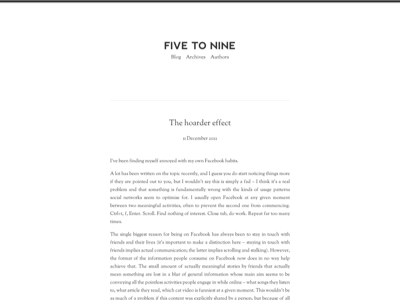 FIVE TO NINE
Blog Archives Authors
The hoarder effect
11 December 2011
I've been finding myself annoyed with my own Facebook habits.
A lot has been written on the topic recently, and I guess you do start noticing things more
if they are pointed out to you, but I wouldn't say this is simply a fad – I think it's a real
problem and that something is fundamentally wrong with the kinds of usage patterns
social networks seem to optimise for. I usually open Facebook at any given moment
between two meaningful activities, often to prevent the second one from commencing.
Ctrl+t, f, Enter. Scroll. Find nothing of interest. Close tab, do work. Repeat far too many
times.
The single biggest reason for being on Facebook has always been to stay in touch with
friends and their lives (it's important to make a distinction here – staying in touch with
friends implies actual communication; the latter implies scrolling and stalking). However,
the format of the information people consume on Facebook now does in no way help
achieve that. The small amount of actually meaningful stories by friends that actually
mean something are lost in a blur of general information whose main aim seems to be
conveying all the pointless activities people engage in while online – what songs they listen
to, what article they read, which cat video is funniest at a given moment. This wouldn't be
as much of a problem if this content was explicitly shared by a person, but because of all